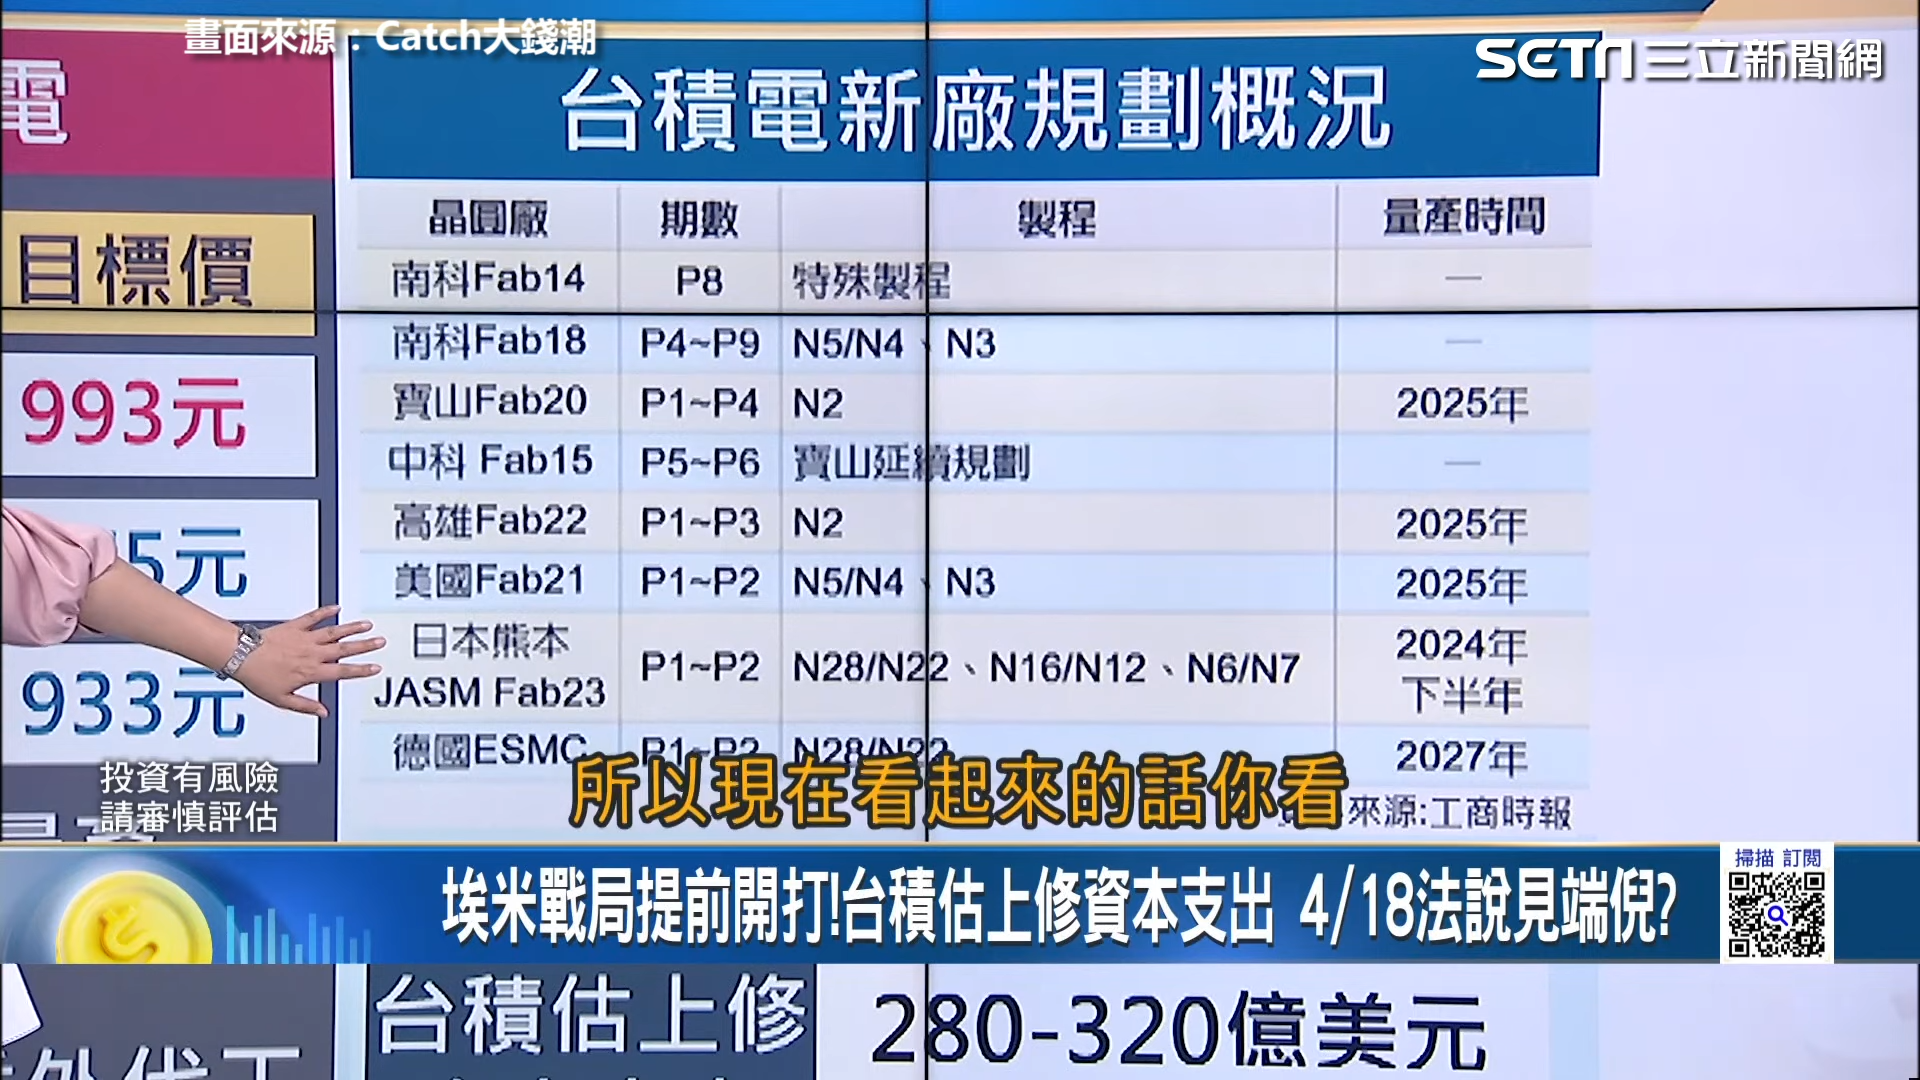 畫面來源：Catch大錢潮
SETN三立新聞網
電
台積電新廠規劃概況
目標價
993元
5元
933元
晶圓廠 期數 製程 量產時間
南科Fab14 P8 特殊製程 —
南科Fab18 P4~P9 N5/N4、N3 —
寶山Fab20 P1~P4 N2 2025年
中科 Fab15 P5~P6 寶山延續規劃 —
高雄Fab22 P1~P3 N2 2025年
美國Fab21 P1~P2 N5/N4、N3 2025年
日本熊本 JASM Fab23 P1~P2 N28/N22、N16/N12、N6/N7 2024年下半年
德國ESMC P1~P2 N28/N22 2027年
來源:工商時報
投資有風險
請審慎評估
所以現在看起來的話你看
掃描 訂閱
埃米戰局提前開打!台積估上修資本支出 4/18法說見端倪?
台積估上修 280-320億美元
外代工